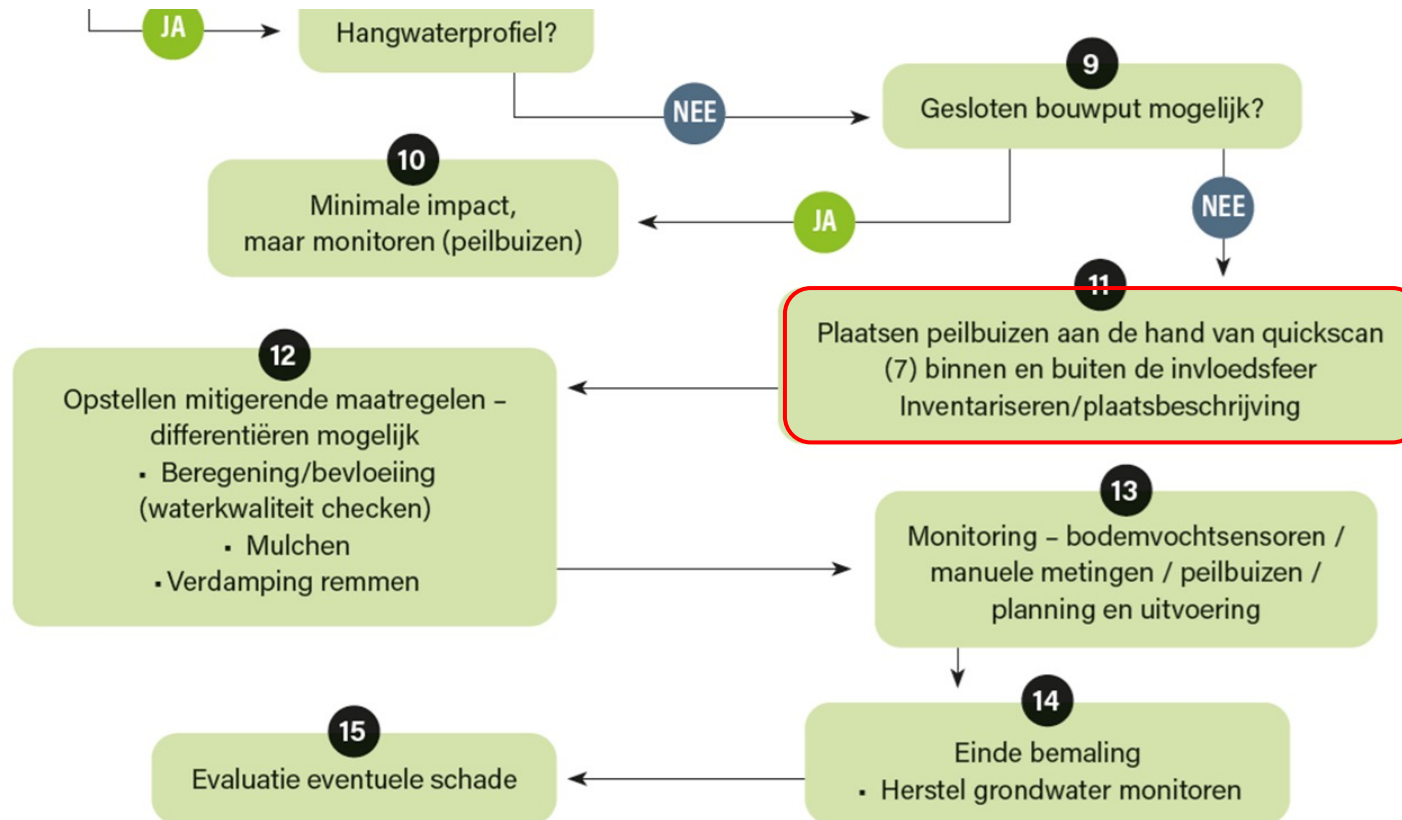 JA
Hangwaterprofiel?
NEE
9
Gesloten bouwput mogelijk?
10
Minimale impact,
maar monitoren (peilbuizen)
JA
NEE
11
Plaatsen peilbuizen aan de hand van quickscan
(7) binnen en buiten de invloedsfeer
Inventariseren/plaatsbeschrijving
12
Opstellen mitigerende maatregelen –
differentiëren mogelijk
▪ Beregening/bevloeiing
(waterkwaliteit checken)
▪ Mulchen
▪ Verdamping remmen
13
Monitoring – bodemvochtsensoren /
manuele metingen / peilbuizen /
planning en uitvoering
14
Einde bemaling
▪ Herstel grondwater monitoren
15
Evaluatie eventuele schade